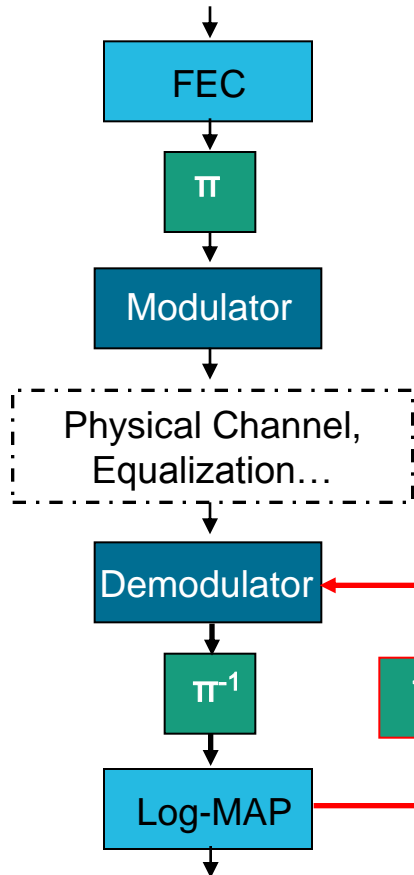 FEC
π
Modulator
Physical Channel,
Equalization…
Demodulator
π⁻¹
Log-MAP